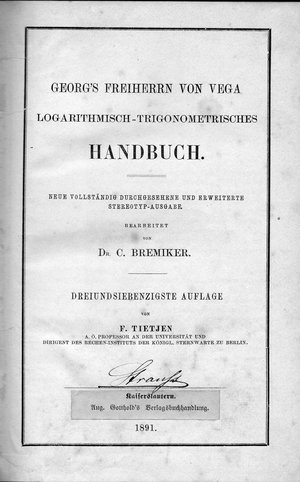 GEORG'S FREIHERRN VON VEGA
LOGARITHMISCH-TRIGONOMETRISCHES
HANDBUCH.
NEUE VOLLSTÄNDIG DURCHGESEHENE UND ERWEITERTE
STEREOTYP-AUSGABE.
BEARBEITET
VON
DR. C. BREMIKER.
DREIUNDSIEBENZIGSTE AUFLAGE
VON
F. TIETJEN
A. Ö. PROFESSOR AN DER UNIVERSITÄT UND
DIRIGENT DES RECHEN-INSTITUTS DER KÖNIGL. STERNWARTE ZU BERLIN.
Strauß
Kaiserslautern.
Aug. Gotthold's Verlagsbuchhandlung.
1891.